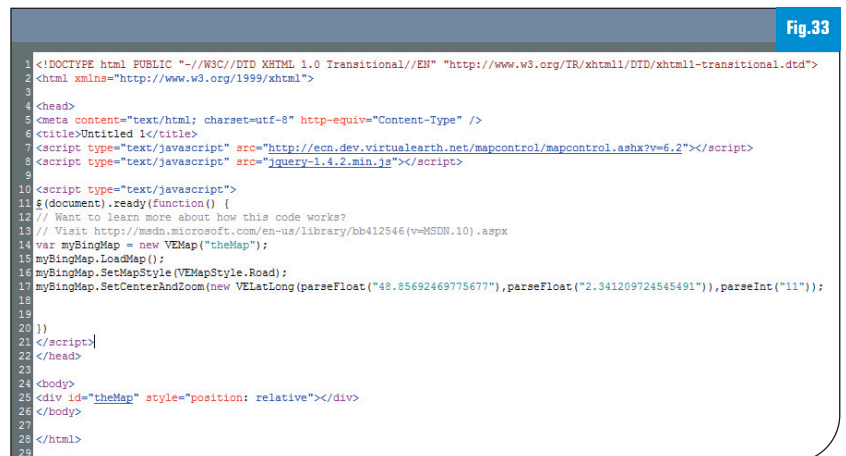 Fig.33
1 <!DOCTYPE html PUBLIC "-//W3C//DTD XHTML 1.0 Transitional//EN" "http://www.w3.org/TR/xhtml1/DTD/xhtml1-transitional.dtd">
2 <html xmlns="http://www.w3.org/1999/xhtml">
3
4 <head>
5 <meta content="text/html; charset=utf-8" http-equiv="Content-Type" />
6 <title>Untitled 1</title>
7 <script type="text/javascript" src="http://ecn.dev.virtualearth.net/mapcontrol/mapcontrol.ashx?v=6.2"></script>
8 <script type="text/javascript" src="jquery-1.4.2.min.js"></script>
9
10 <script type="text/javascript">
11 $(document).ready(function() {
12 // Want to learn more about how this code works?
13 // Visit http://msdn.microsoft.com/en-us/library/bb412546(v=MSDN.10).aspx
14 var myBingMap = new VEMap("theMap");
15 myBingMap.LoadMap();
16 myBingMap.SetMapStyle(VEMapStyle.Road);
17 myBingMap.SetCenterAndZoom(new VELatLong(parseFloat("48.85692469775677"),parseFloat("2.341209724545491")),parseInt("11"));
18
19
20 })
21 </script>
22 </head>
23
24 <body>
25 <div id="theMap" style="position: relative"></div>
26 </body>
27
28 </html>
29